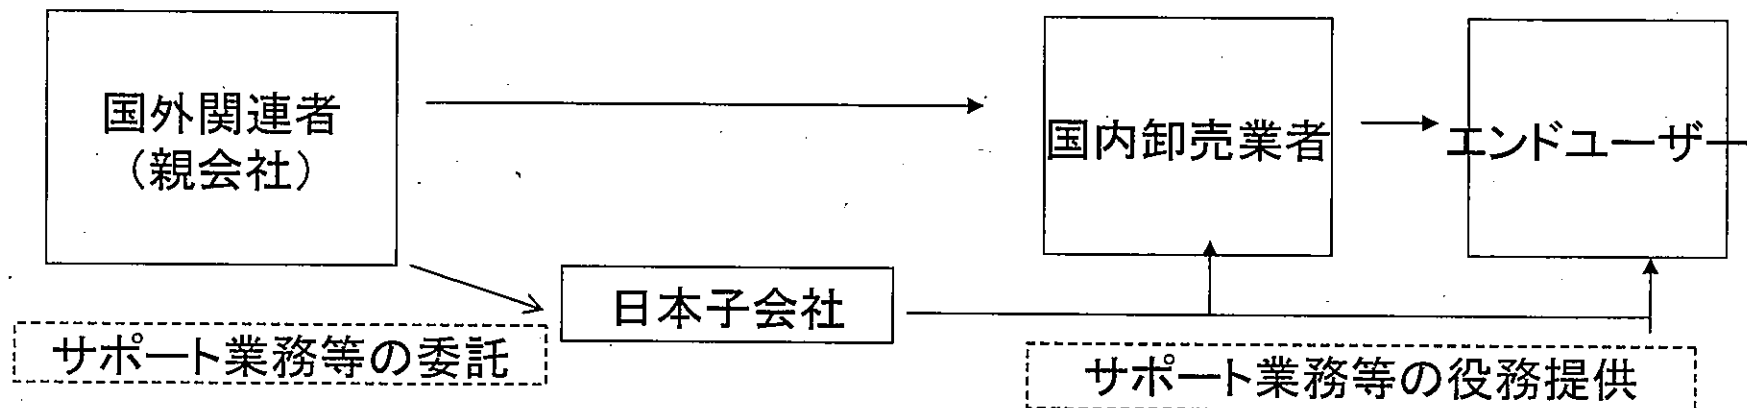 国外関連者
(親会社)
国内卸売業者
エンドユーザー
日本子会社
サポート業務等の委託
サポート業務等の役務提供